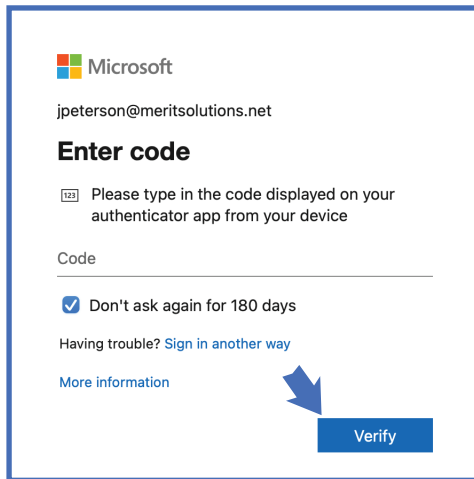 Microsoft
jpeterson@meritsolutions.net
Enter code
123 Please type in the code displayed on your
authenticator app from your device
Code
Don't ask again for 180 days
Having trouble? Sign in another way
More information
Verify